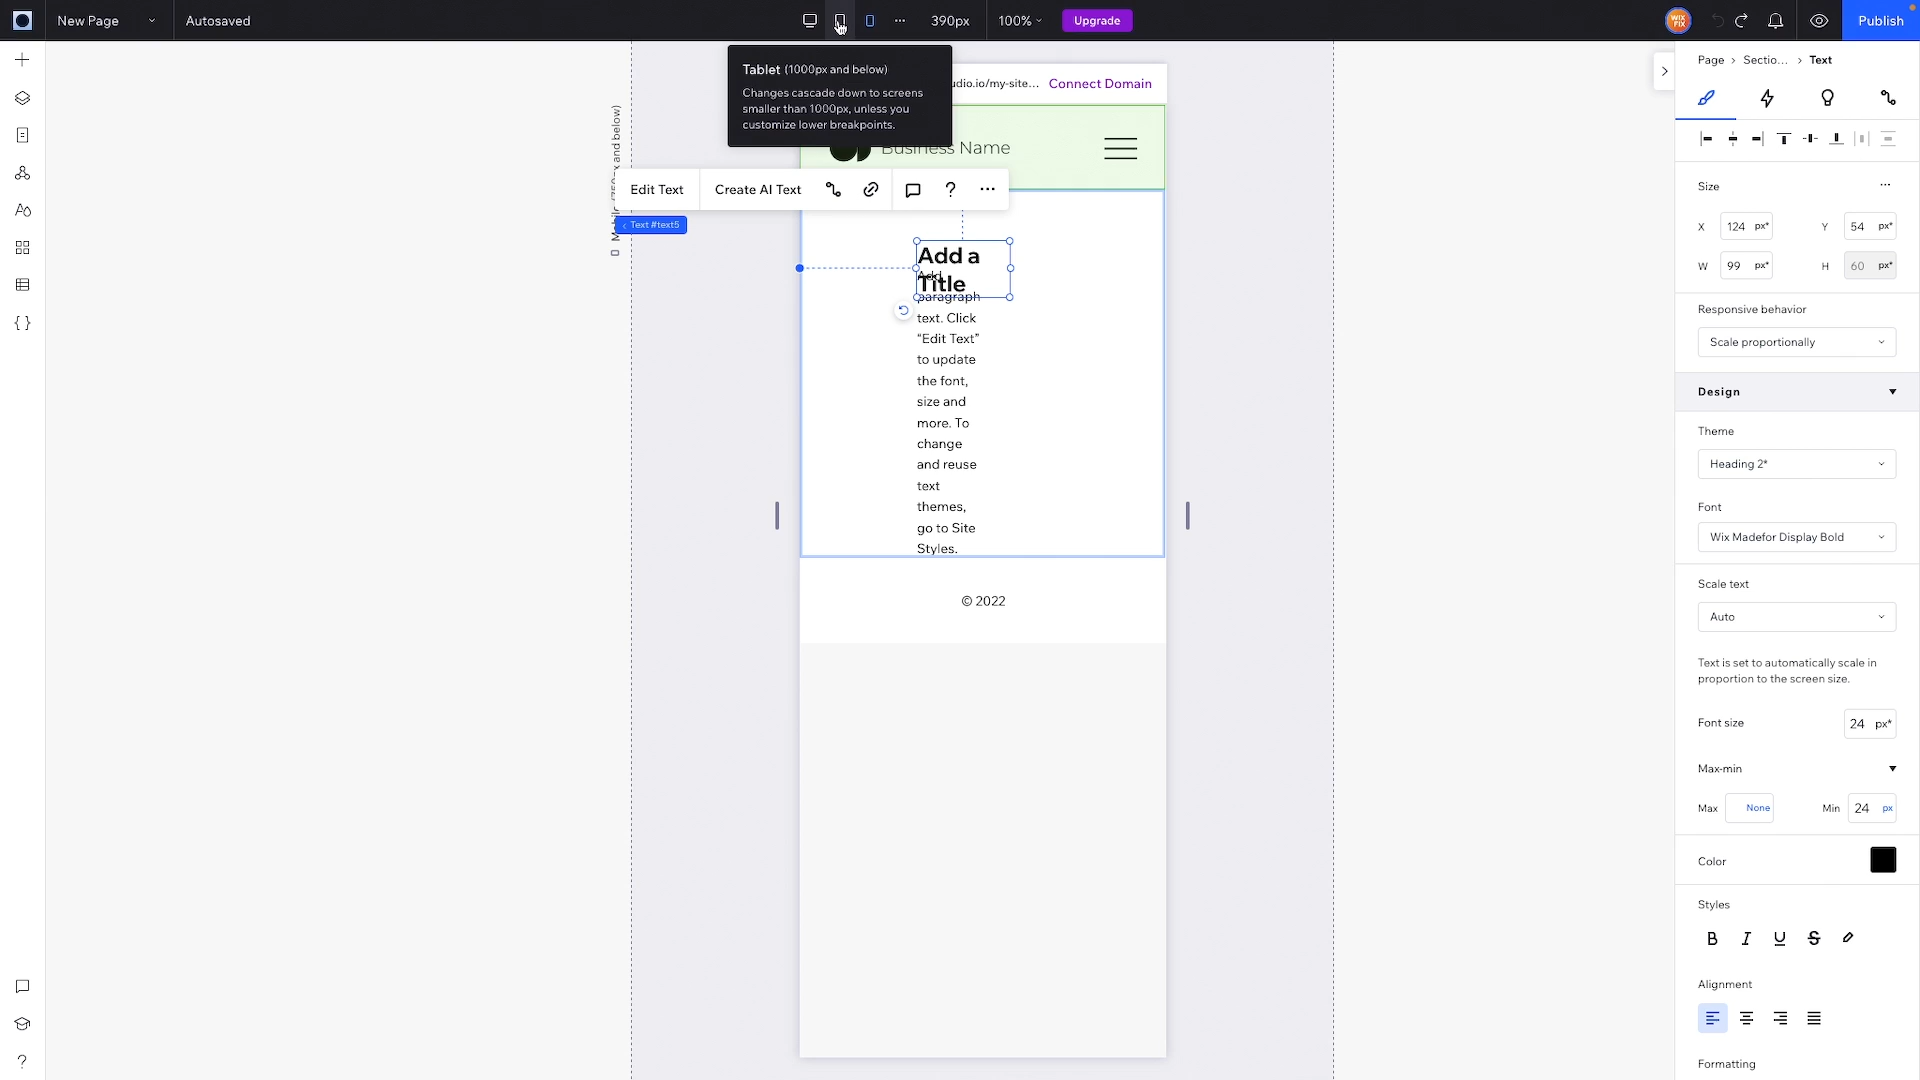 New Page
Autosaved
390px
100%
Upgrade
Publish
Tablet (1000px and below)
Changes cascade down to screens
smaller than 1000px, unless you
customize lower breakpoints.
udio.io/my-site...
Connect Domain
Business Name
Edit Text
Create AI Text
Text #text5
Add a
Title
Add
paragraph
text. Click
“Edit Text”
to update
the font,
size and
more. To
change
and reuse
text
themes,
go to Site
Styles.
© 2022
Page
Sectio...
Text
Size
X 124 px*
Y 54 px*
W 99 px*
H 60 px*
Responsive behavior
Scale proportionally
Design
Theme
Heading 2*
Font
Wix Madefor Display Bold
Scale text
Auto
Text is set to automatically scale in
proportion to the screen size.
Font size
24 px*
Max-min
Max None
Min 24 px
Color
Styles
B I U S
Alignment
Formatting